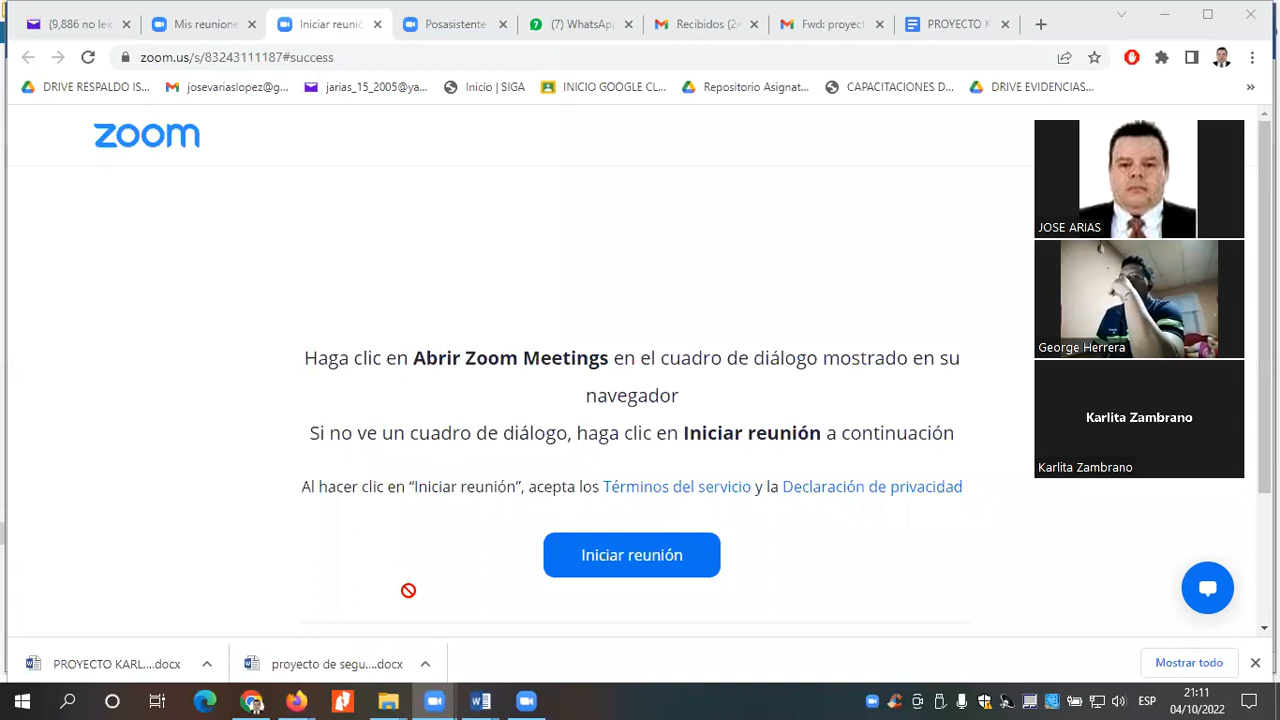 (9,886 no leíc
Mis reunione
Iniciar reunió
Posasistente
(7) WhatsAp
Recibidos (2
Fwd: proyec
PROYECTO
zoom.us/s/83243111187#success
DRIVE RESPALDO IS...
josevariaslopez@g...
jarias_15_2005@ya...
Inicio | SIGA
INICIO GOOGLE CL...
Repositorio Asignat...
CAPACITACIONES D...
DRIVE EVIDENCIAS...
»
zoom
JOSE ARIAS
George Herrera
Karlita Zambrano
Karlita Zambrano
Haga clic en Abrir Zoom Meetings en el cuadro de diálogo mostrado en su
navegador
Si no ve un cuadro de diálogo, haga clic en Iniciar reunión a continuación
Al hacer clic en “Iniciar reunión”, acepta los Términos del servicio y la Declaración de privacidad
Iniciar reunión
PROYECTO KARL....docx
proyecto de segu....docx
Mostrar todo
ESP
21:11
04/10/2022